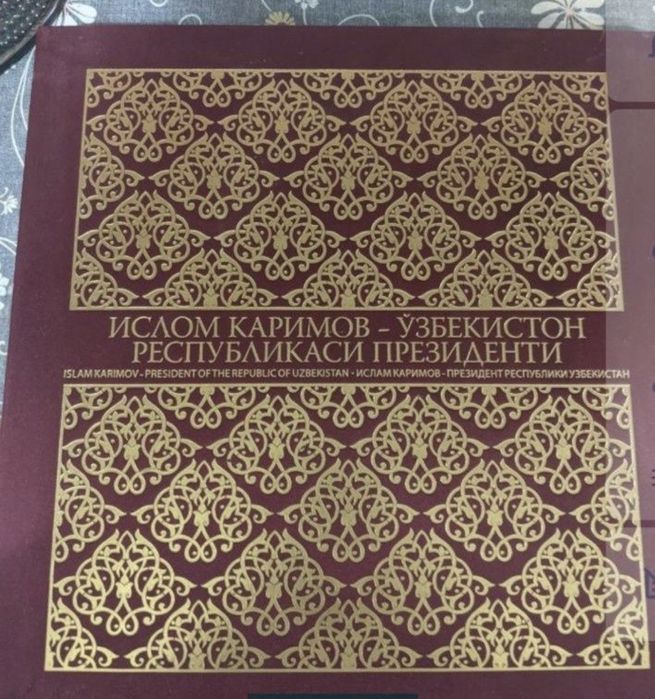 ИСЛОМ КАРИМОВ – ЎЗБЕКИСТОН
РЕСПУБЛИКАСИ ПРЕЗИДЕНТИ
ISLAM KARIMOV - PRESIDENT OF THE REPUBLIC OF UZBEKISTAN • ИСЛАМ КАРИМОВ - ПРЕЗИДЕНТ РЕСПУБЛИКИ УЗБЕКИСТАН